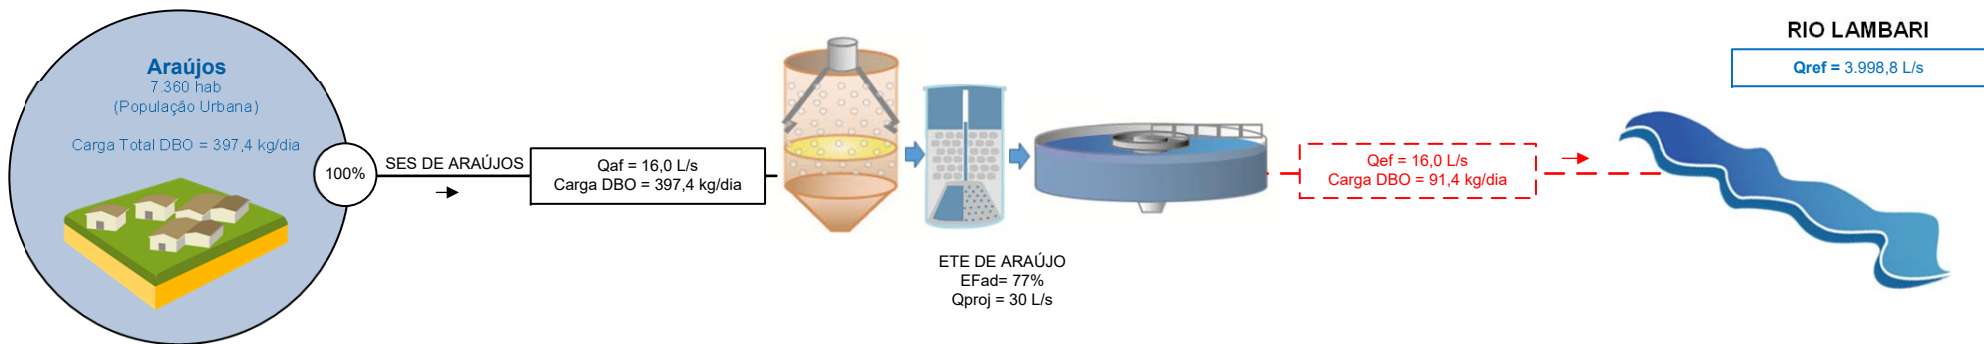 Araújos
7.360 hab
(População Urbana)
Carga Total DBO = 397,4 kg/dia
100%
SES DE ARAÚJOS
Qaf = 16,0 L/s
Carga DBO = 397,4 kg/dia
ETE DE ARAÚJO
EFad= 77%
Qproj = 30 L/s
Qef = 16,0 L/s
Carga DBO = 91,4 kg/dia
RIO LAMBARI
Qref = 3.998,8 L/s